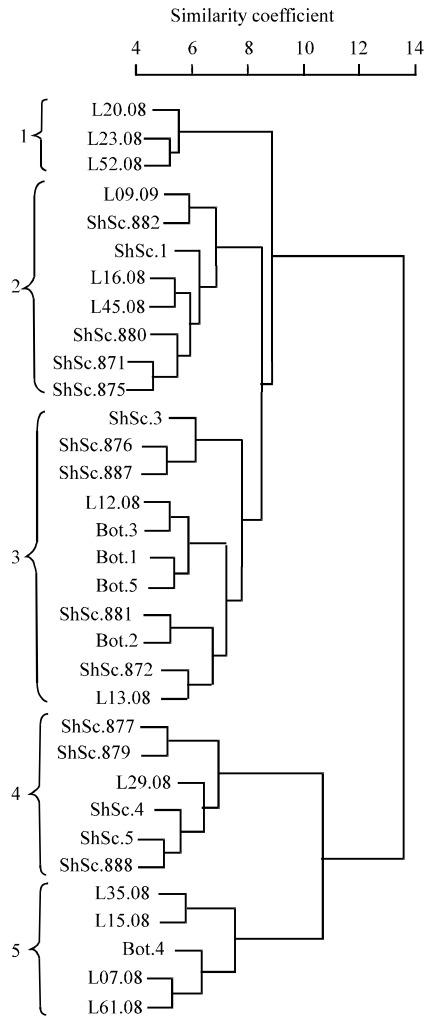 Similarity coefficient
4 6 8 10 12 14
L20.08
1
L23.08
L52.08
L09.09
ShSc.882
ShSc.1
L16.08
2
L45.08
ShSc.880
ShSc.871
ShSc.875
ShSc.3
ShSc.876
ShSc.887
L12.08
Bot.3
3
Bot.1
Bot.5
ShSc.881
Bot.2
ShSc.872
L13.08
ShSc.877
ShSc.879
L29.08
4
ShSc.4
ShSc.5
ShSc.888
L35.08
L15.08
5
Bot.4
L07.08
L61.08